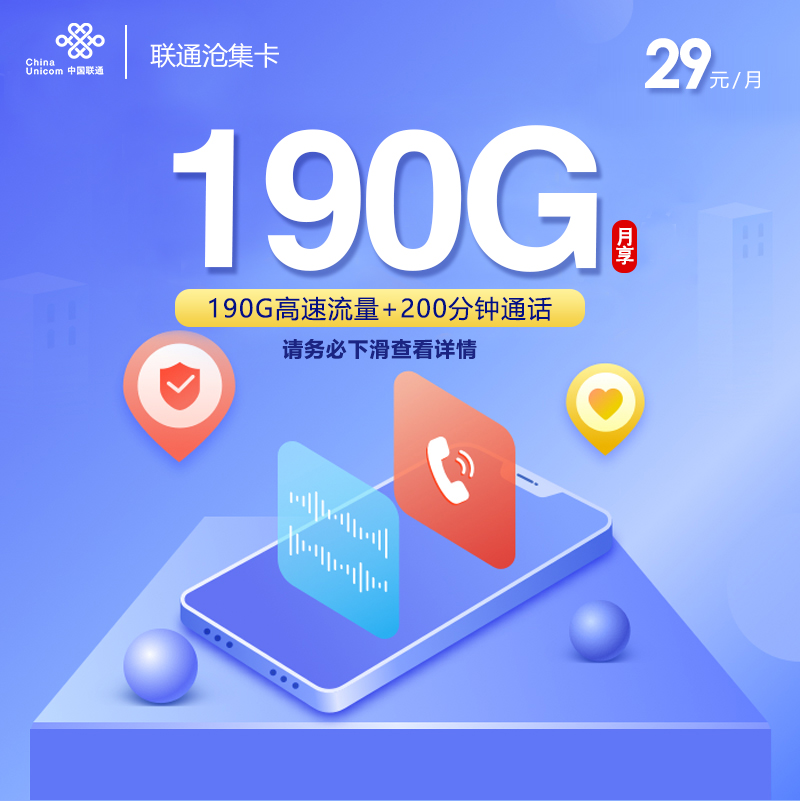 China
Unicom 中国联通
联通沧集卡
29元/月
190G
月享
190G高速流量+200分钟通话
请务必下滑查看详情